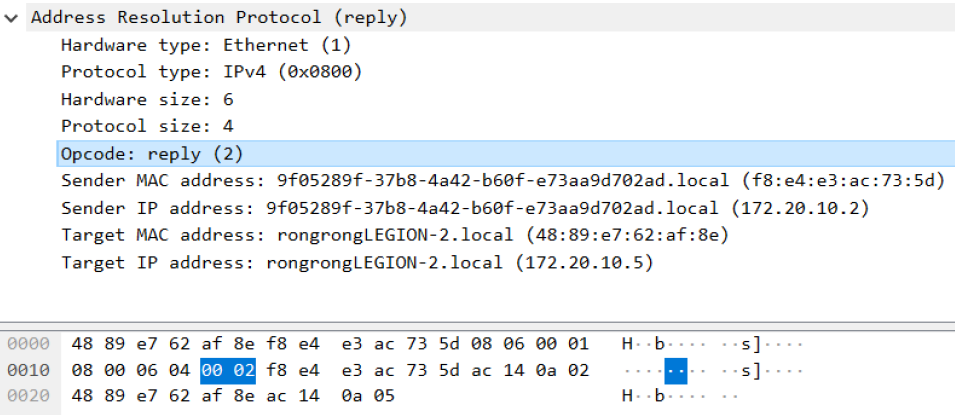 Address Resolution Protocol (reply)
Hardware type: Ethernet (1)
Protocol type: IPv4 (0x0800)
Hardware size: 6
Protocol size: 4
Opcode: reply (2)
Sender MAC address: 9f05289f-37b8-4a42-b60f-e73aa9d702ad.local (f8:e4:e3:ac:73:5d)
Sender IP address: 9f05289f-37b8-4a42-b60f-e73aa9d702ad.local (172.20.10.2)
Target MAC address: rongrongLEGION-2.local (48:89:e7:62:af:8e)
Target IP address: rongrongLEGION-2.local (172.20.10.5)
0000 48 89 e7 62 af 8e f8 e4 e3 ac 73 5d 08 06 00 01 H··b···· ··s]····
0010 08 00 06 04 00 02 f8 e4 e3 ac 73 5d ac 14 0a 02 ········ ··s]····
0020 48 89 e7 62 af 8e ac 14 0a 05 H··b···· ··